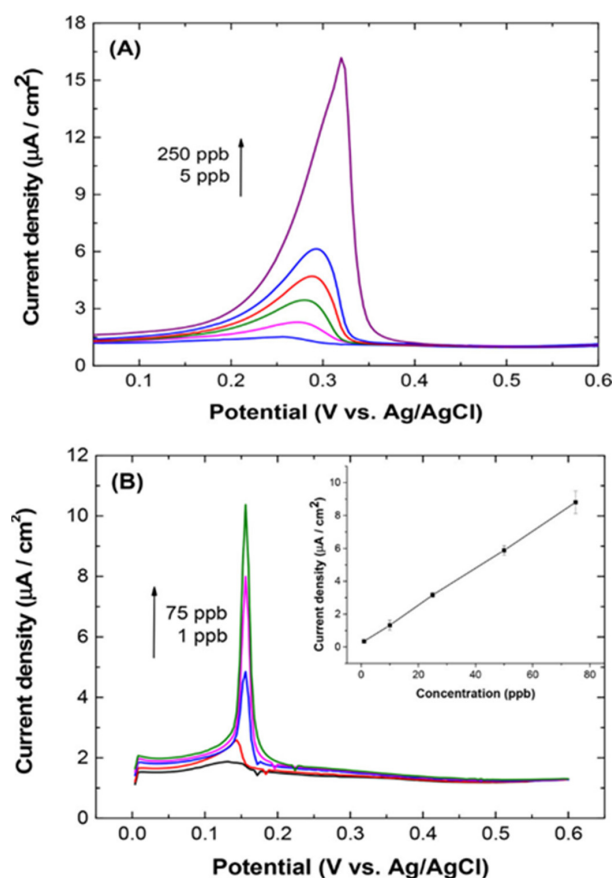 (A)
18
15
12
9
6
3
0
Current density (µA / cm²)
250 ppb
5 ppb
0.1 0.2 0.3 0.4 0.5 0.6
Potential (V vs. Ag/AgCl)
(B)
12
10
8
6
4
2
0
Current density (µA / cm²)
75 ppb
1 ppb
10
8
6
4
2
0
Current density (µA / cm²)
0 20 40 60 80
Concentration (ppb)
0.0 0.1 0.2 0.3 0.4 0.5 0.6
Potential (V vs. Ag/AgCl)